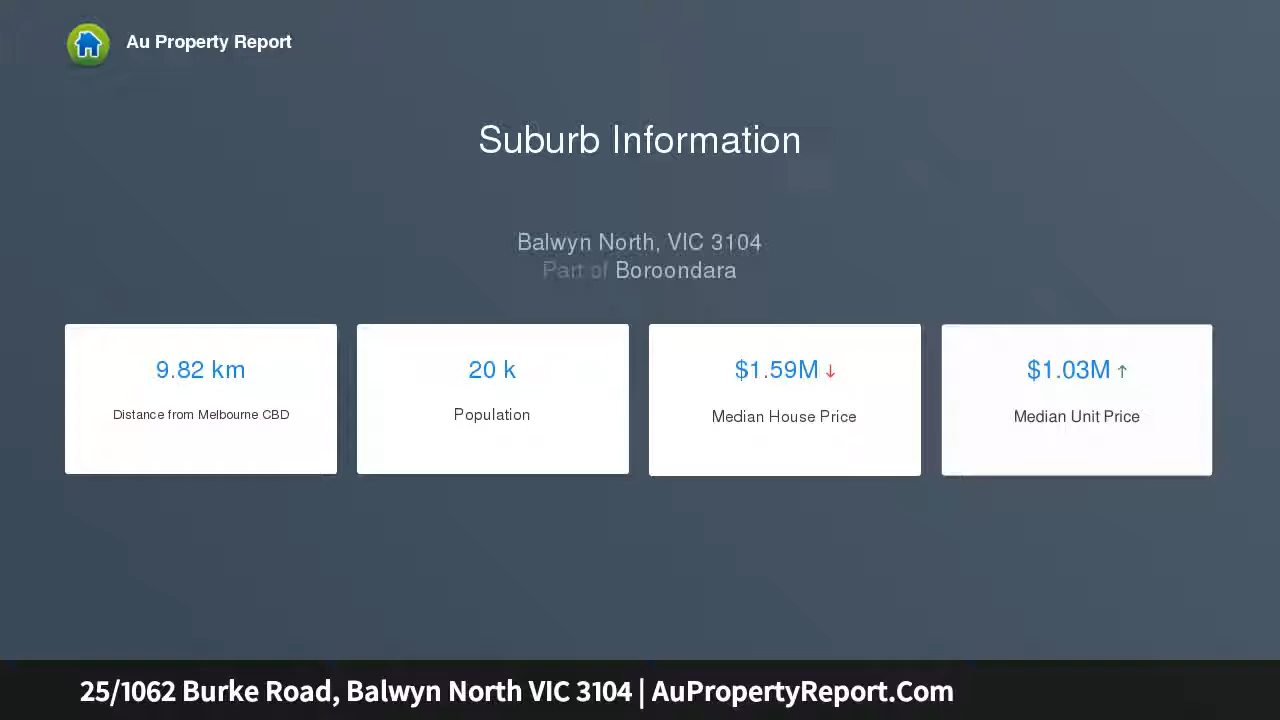 Au Property Report
Suburb Information
Balwyn North, VIC 3104
Part of Boroondara
9.82 km
Distance from Melbourne CBD
20 k
Population
$1.59M ↓
Median House Price
$1.03M ↑
Median Unit Price
25/1062 Burke Road, Balwyn North VIC 3104 | AuPropertyReport.Com